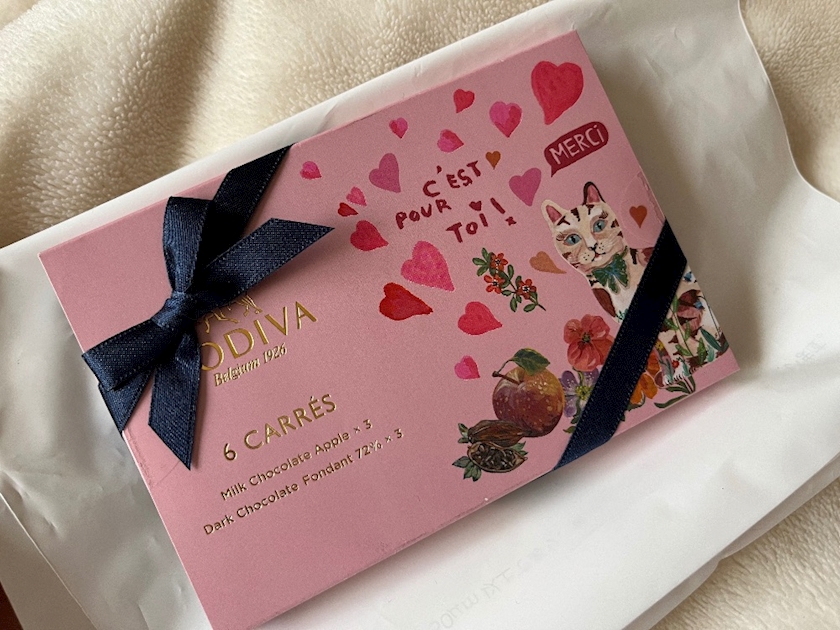 ODIVA
Belgium 1926
6 CARRÉS
Milk Chocolate Apple × 3
Dark Chocolate Fondant 72% × 3
C'EST
POUR
TOI!
MERCi